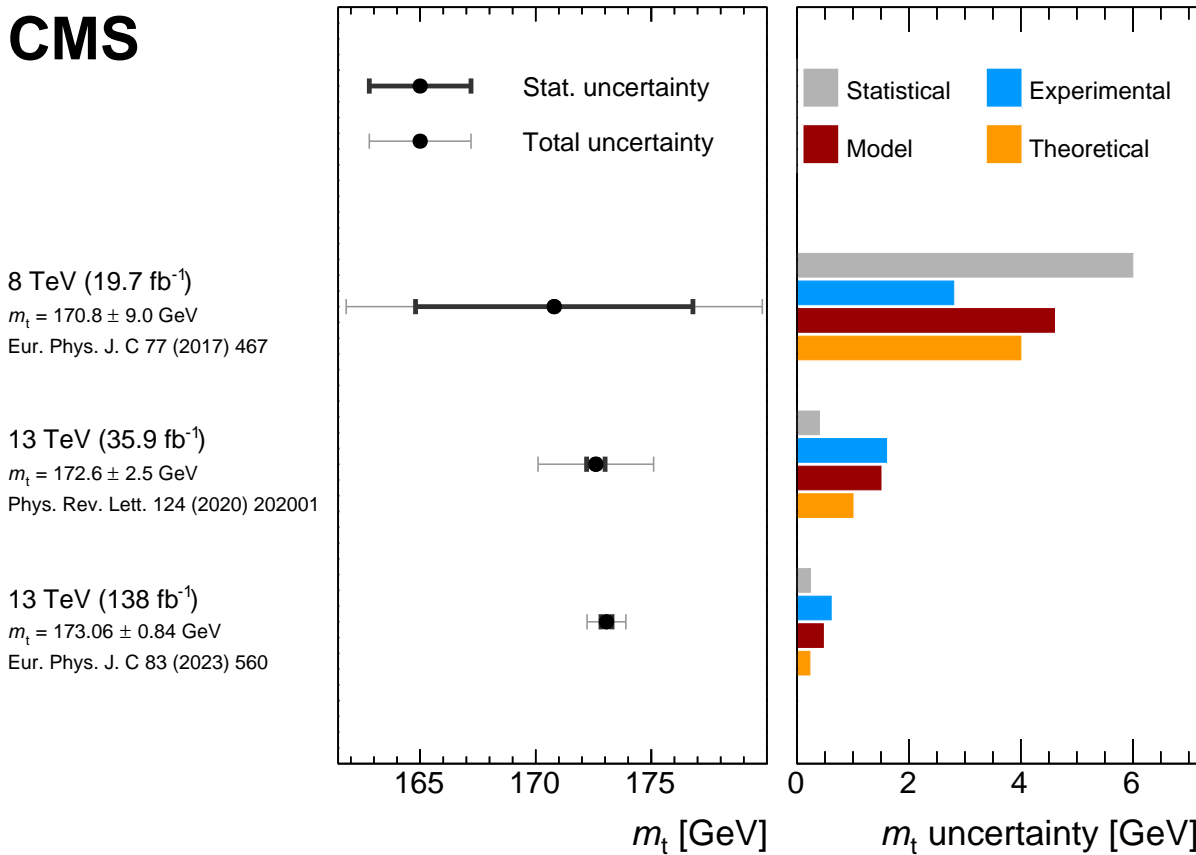 CMS
Stat. uncertainty
Total uncertainty
Statistical
Experimental
Model
Theoretical
8 TeV (19.7 fb⁻¹)
mₜ = 170.8 ± 9.0 GeV
Eur. Phys. J. C 77 (2017) 467
13 TeV (35.9 fb⁻¹)
mₜ = 172.6 ± 2.5 GeV
Phys. Rev. Lett. 124 (2020) 202001
13 TeV (138 fb⁻¹)
mₜ = 173.06 ± 0.84 GeV
Eur. Phys. J. C 83 (2023) 560
165 170 175
mₜ [GeV]
0 2 4 6
mₜ uncertainty [GeV]